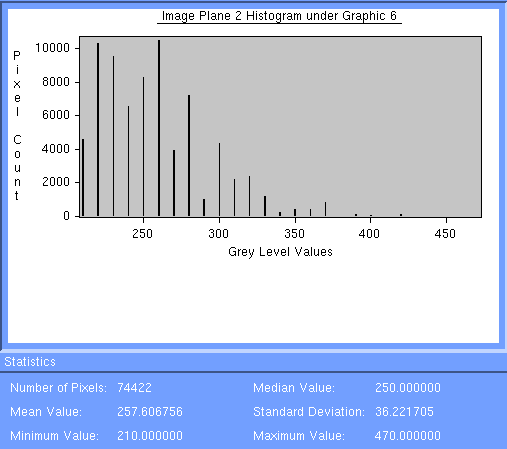 Image Plane 2 Histogram under Graphic 6
Pixel Count
10000
8000
6000
4000
2000
0
250 300 350 400 450
Grey Level Values
Statistics
Number of Pixels: 74422 Median Value: 250.000000
Mean Value: 257.606756 Standard Deviation: 36.221705
Minimum Value: 210.000000 Maximum Value: 470.000000